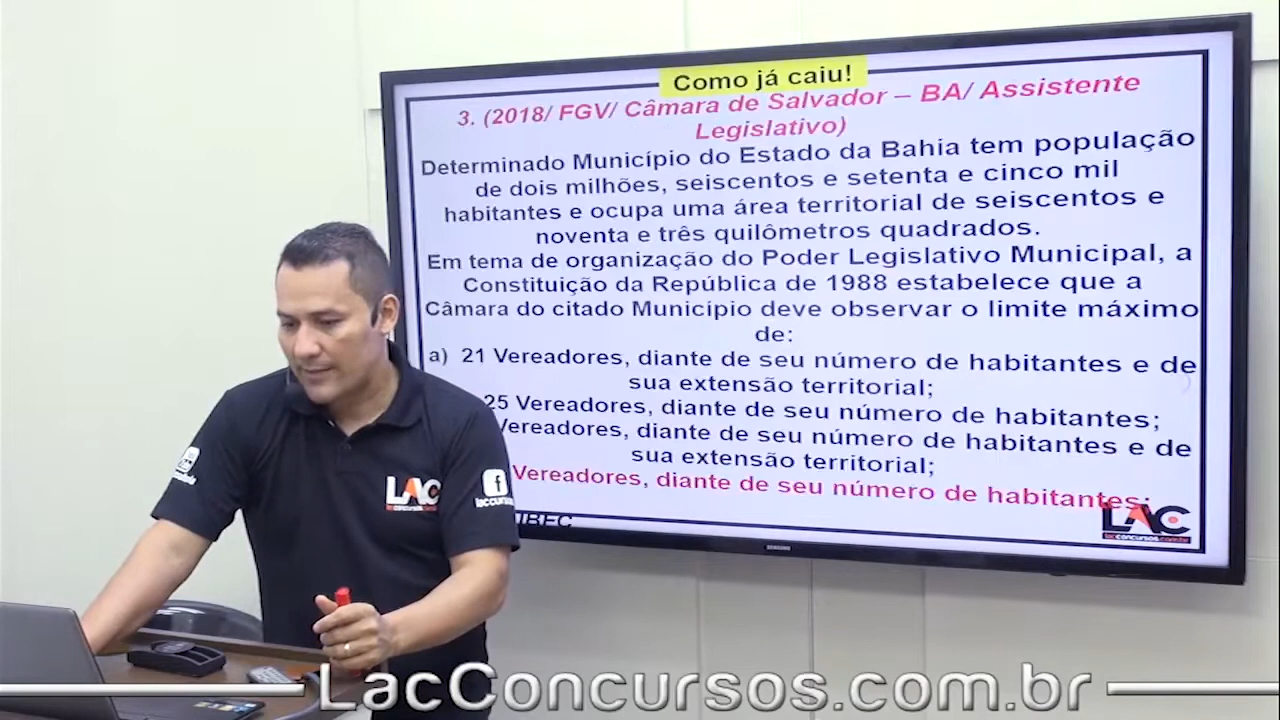 Como já caiu!
3. (2018/ FGV/ Câmara de Salvador – BA/ Assistente
Legislativo)
Determinado Município do Estado da Bahia tem população
de dois milhões, seiscentos e setenta e cinco mil
habitantes e ocupa uma área territorial de seiscentos e
noventa e três quilômetros quadrados.
Em tema de organização do Poder Legislativo Municipal, a
Constituição da República de 1988 estabelece que a
Câmara do citado Município deve observar o limite máximo
de:
a) 21 Vereadores, diante de seu número de habitantes e de
sua extensão territorial;
25 Vereadores, diante de seu número de habitantes;
Vereadores, diante de seu número de habitantes e de
sua extensão territorial;
Vereadores, diante de seu número de habitantes;
IBFC
LAC
lacconcursos.com.br
LAC
f
LacConcursos.com.br